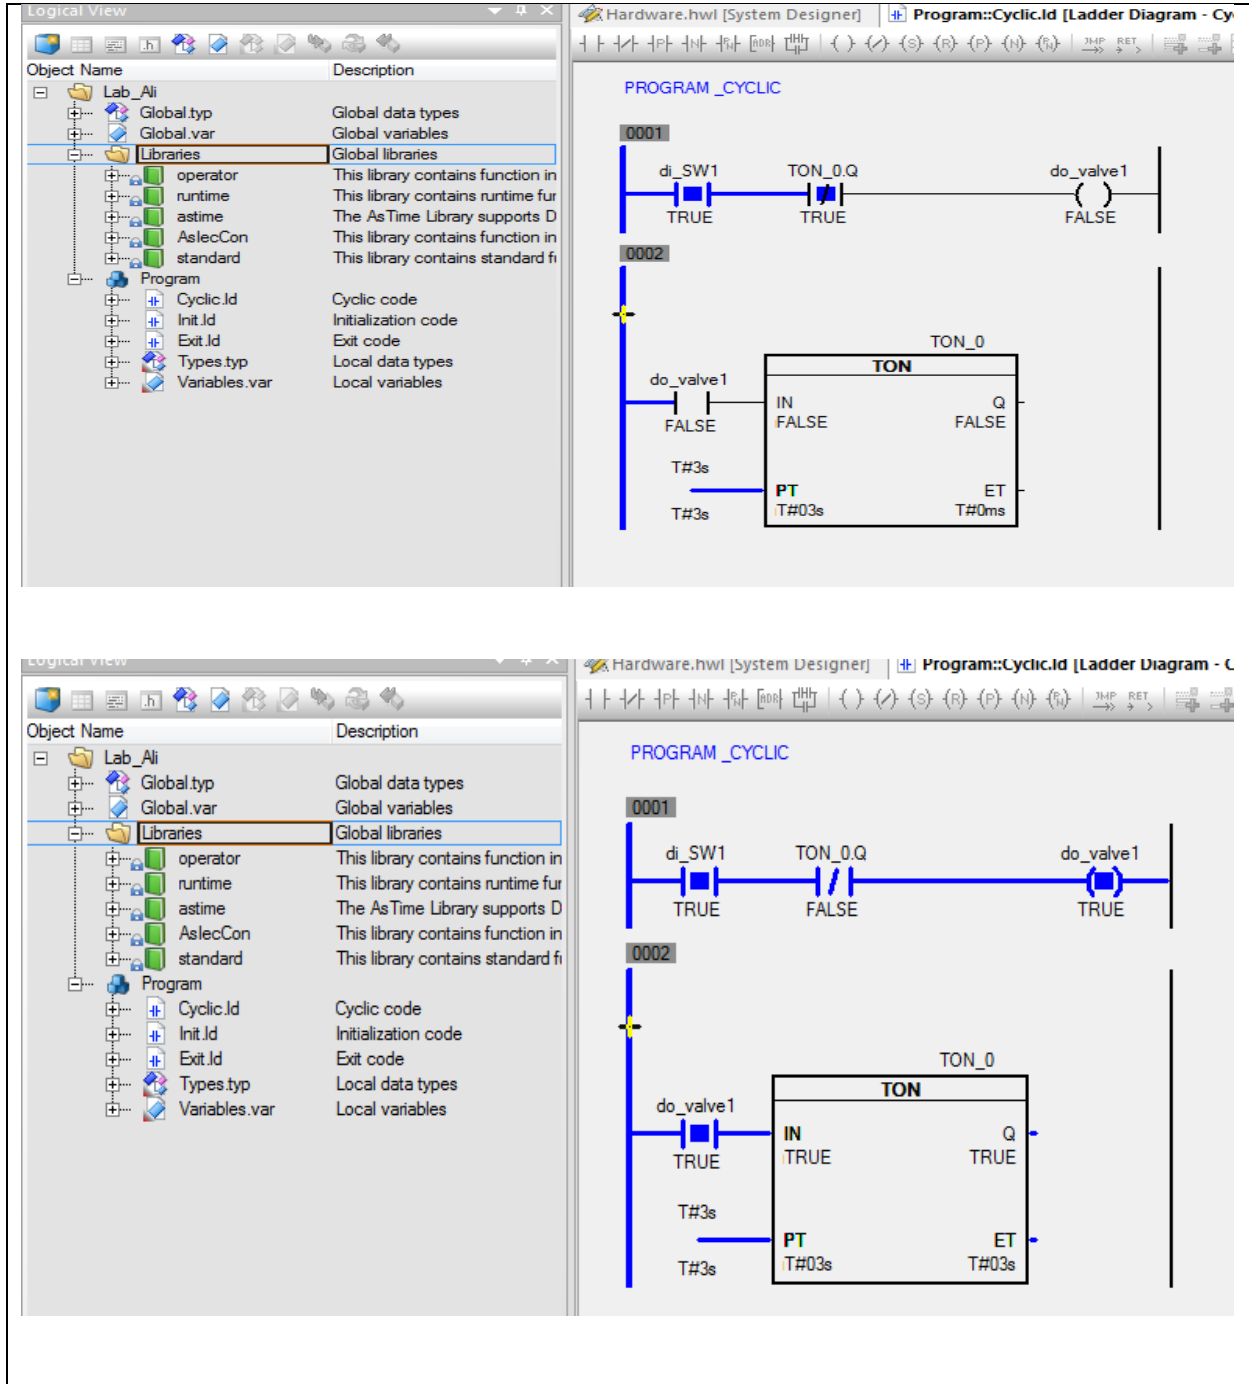 Logical View
Hardware.hwl [System Designer] Program::Cyclic.ld [Ladder Diagram - Cy
Object Name Description
Lab_Ali
Global.typ Global data types
Global.var Global variables
Libraries Global libraries
operator This library contains function in
runtime This library contains runtime fur
astime The AsTime Library supports D
AsIecCon This library contains function in
standard This library contains standard f
Program
Cyclic.ld Cyclic code
Init.ld Initialization code
Exit.ld Exit code
Types.typ Local data types
Variables.var Local variables
JMP RET
ADR
PROGRAM _CYCLIC
0001
di_SW1 TON_0.Q do_valve1
TRUE TRUE FALSE
0002
TON_0
TON
do_valve1
IN Q
FALSE FALSE FALSE
T#3s
PT ET
T#3s T#03s T#0ms
Logical View
Hardware.hwl [System Designer] Program::Cyclic.ld [Ladder Diagram - C
Object Name Description
Lab_Ali
Global.typ Global data types
Global.var Global variables
Libraries Global libraries
operator This library contains function in
runtime This library contains runtime fur
astime The AsTime Library supports D
AsIecCon This library contains function in
standard This library contains standard f
Program
Cyclic.ld Cyclic code
Init.ld Initialization code
Exit.ld Exit code
Types.typ Local data types
Variables.var Local variables
JMP RET
ADR
PROGRAM _CYCLIC
0001
di_SW1 TON_0.Q do_valve1
TRUE FALSE TRUE
0002
TON_0
TON
do_valve1
IN Q
TRUE TRUE TRUE
T#3s
PT ET
T#3s T#03s T#03s